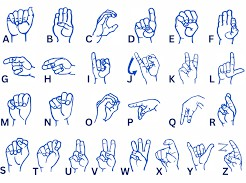 A B C D E F
G H I J K L
M N O P Q R
S T U V W X Y Z